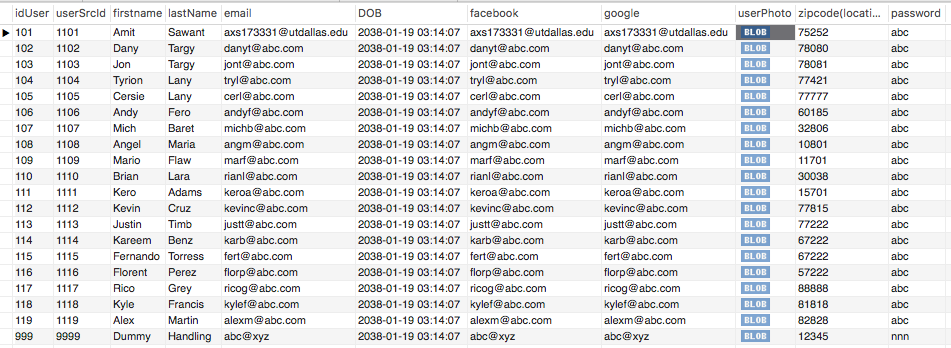 idUser userSrcId firstname lastName email DOB facebook google userPhoto zipcode(locati... password
101 1101 Amit Sawant axs173331@utdallas.edu 2038-01-19 03:14:07 axs173331@utdallas.edu axs173331@utdallas.edu BLOB 75252 abc
102 1102 Dany Targy danyt@abc.com 2038-01-19 03:14:07 danyt@abc.com danyt@abc.com BLOB 78080 abc
103 1103 Jon Targy jont@abc.com 2038-01-19 03:14:07 jont@abc.com jont@abc.com BLOB 78081 abc
104 1104 Tyrion Lany tryl@abc.com 2038-01-19 03:14:07 tryl@abc.com tryl@abc.com BLOB 77421 abc
105 1105 Cersie Lany cerl@abc.com 2038-01-19 03:14:07 cerl@abc.com cerl@abc.com BLOB 77777 abc
106 1106 Andy Fero andyf@abc.com 2038-01-19 03:14:07 andyf@abc.com andyf@abc.com BLOB 60185 abc
107 1107 Mich Baret michb@abc.com 2038-01-19 03:14:07 michb@abc.com michb@abc.com BLOB 32806 abc
108 1108 Angel Maria angm@abc.com 2038-01-19 03:14:07 angm@abc.com angm@abc.com BLOB 10801 abc
109 1109 Mario Flaw marf@abc.com 2038-01-19 03:14:07 marf@abc.com marf@abc.com BLOB 11701 abc
110 1110 Brian Lara rianl@abc.com 2038-01-19 03:14:07 rianl@abc.com rianl@abc.com BLOB 30038 abc
111 1111 Kero Adams keroa@abc.com 2038-01-19 03:14:07 keroa@abc.com keroa@abc.com BLOB 15701 abc
112 1112 Kevin Cruz kevinc@abc.com 2038-01-19 03:14:07 kevinc@abc.com kevinc@abc.com BLOB 77815 abc
113 1113 Justin Timb justt@abc.com 2038-01-19 03:14:07 justt@abc.com justt@abc.com BLOB 77222 abc
114 1114 Kareem Benz karb@abc.com 2038-01-19 03:14:07 karb@abc.com karb@abc.com BLOB 67222 abc
115 1115 Fernando Torress fert@abc.com 2038-01-19 03:14:07 fert@abc.com fert@abc.com BLOB 67222 abc
116 1116 Florent Perez florp@abc.com 2038-01-19 03:14:07 florp@abc.com florp@abc.com BLOB 57222 abc
117 1117 Rico Grey ricog@abc.com 2038-01-19 03:14:07 ricog@abc.com ricog@abc.com BLOB 88888 abc
118 1118 Kyle Francis kylef@abc.com 2038-01-19 03:14:07 kylef@abc.com kylef@abc.com BLOB 81818 abc
119 1119 Alex Martin alexm@abc.com 2038-01-19 03:14:07 alexm@abc.com alexm@abc.com BLOB 82828 abc
999 9999 Dummy Handling abc@xyz 2038-01-19 03:14:07 abc@xyz abc@xyz BLOB 12345 nnn